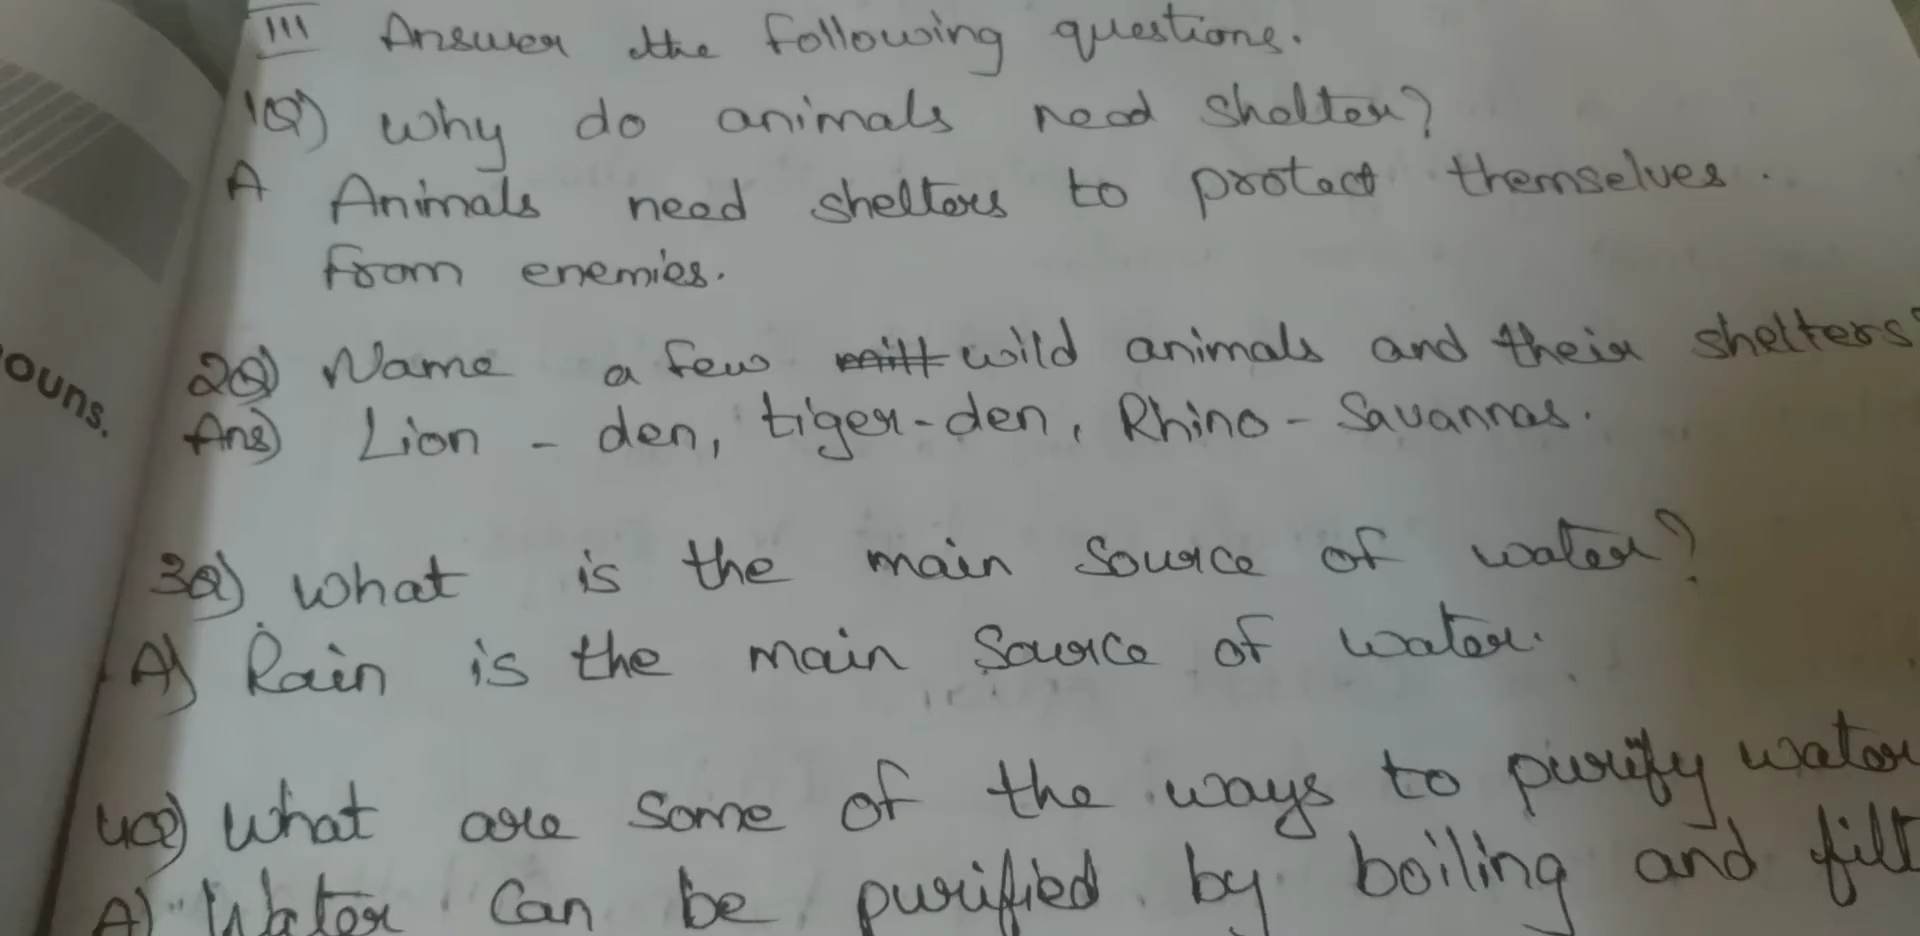 III Answer the following questions.
1Q) Why do animals need shelter?
A Animals need shelters to protect themselves.
from enemies.
2Q) Name a few wild animals and their shelters?
Ans) Lion - den, tiger-den, Rhino - Savannas.
3Q) What is the main source of water?
A) Rain is the main Source of water.
4Q) What are some of the ways to purify water
A) Water Can be purified by boiling and filt
ouns.